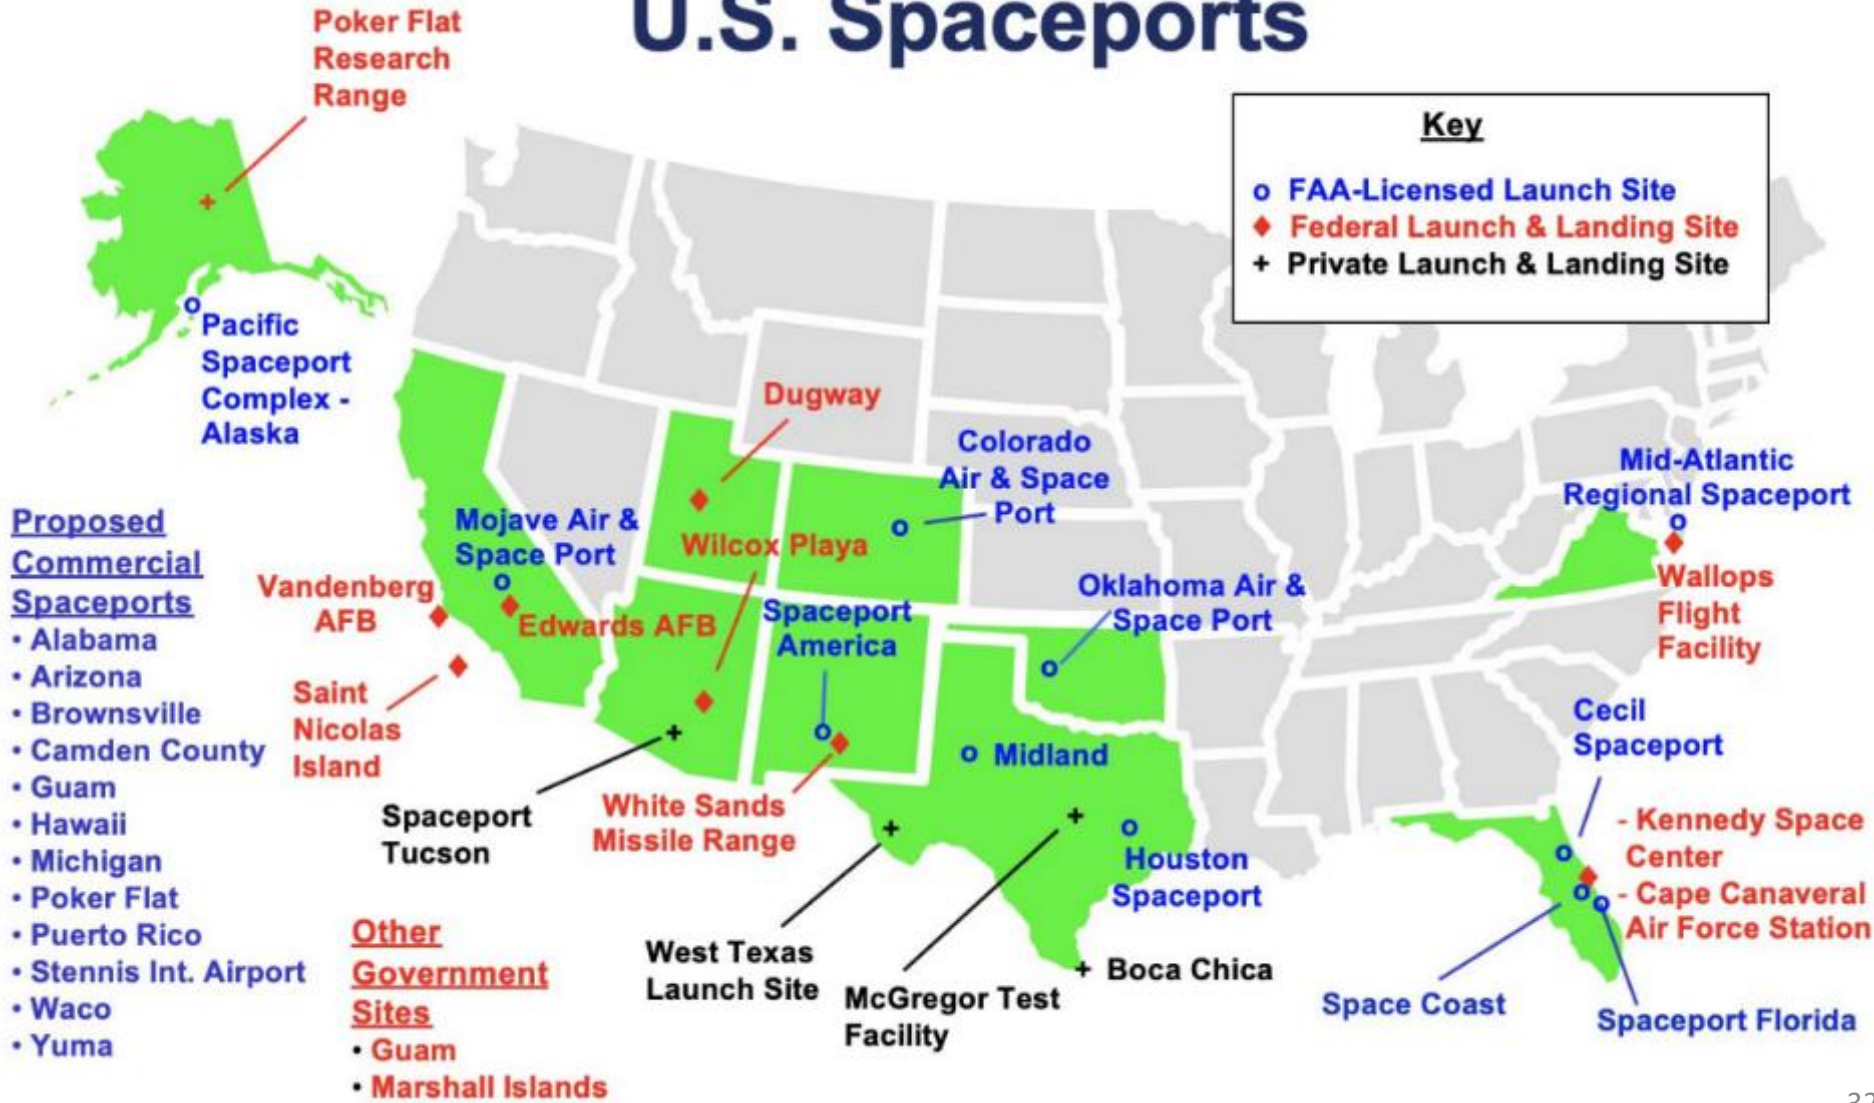 U.S. Spaceports
Poker Flat
Research
Range
Key
o FAA-Licensed Launch Site
♦ Federal Launch & Landing Site
+ Private Launch & Landing Site
Pacific
Spaceport
Complex -
Alaska
Dugway
Colorado
Air & Space
Port
Mid-Atlantic
Regional Spaceport
Mojave Air &
Space Port
Wilcox Playa
Vandenberg
AFB
Edwards AFB
Spaceport
America
Oklahoma Air &
Space Port
Wallops
Flight
Facility
Saint
Nicolas
Island
Cecil
Spaceport
Midland
Spaceport
Tucson
White Sands
Missile Range
Houston
Spaceport
- Kennedy Space
Center
- Cape Canaveral
Air Force Station
West Texas
Launch Site
McGregor Test
Facility
Boca Chica
Space Coast
Spaceport Florida
Proposed
Commercial
Spaceports
• Alabama
• Arizona
• Brownsville
• Camden County
• Guam
• Hawaii
• Michigan
• Poker Flat
• Puerto Rico
• Stennis Int. Airport
• Waco
• Yuma
Other
Government
Sites
• Guam
• Marshall Islands